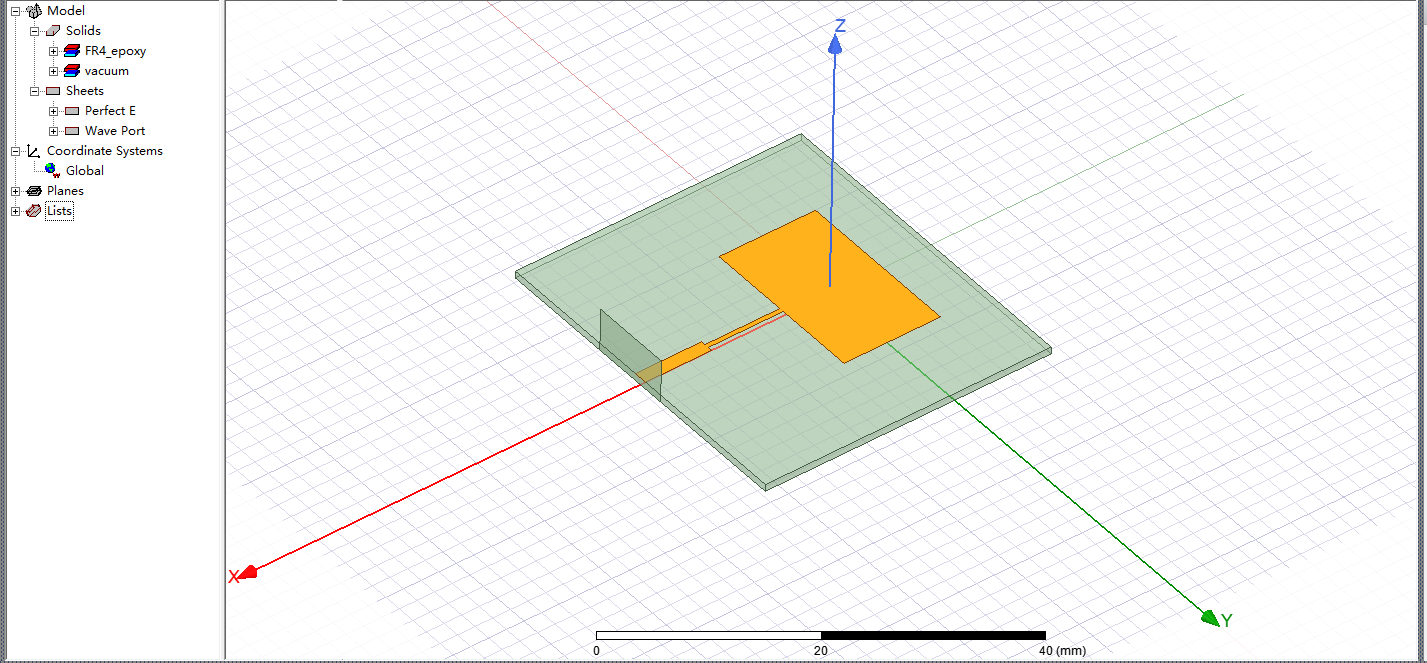 Model
Solids
FR4_epoxy
vacuum
Sheets
Perfect E
Wave Port
Coordinate Systems
Global
Planes
Lists
Z
X
Y
0 20 40 (mm)